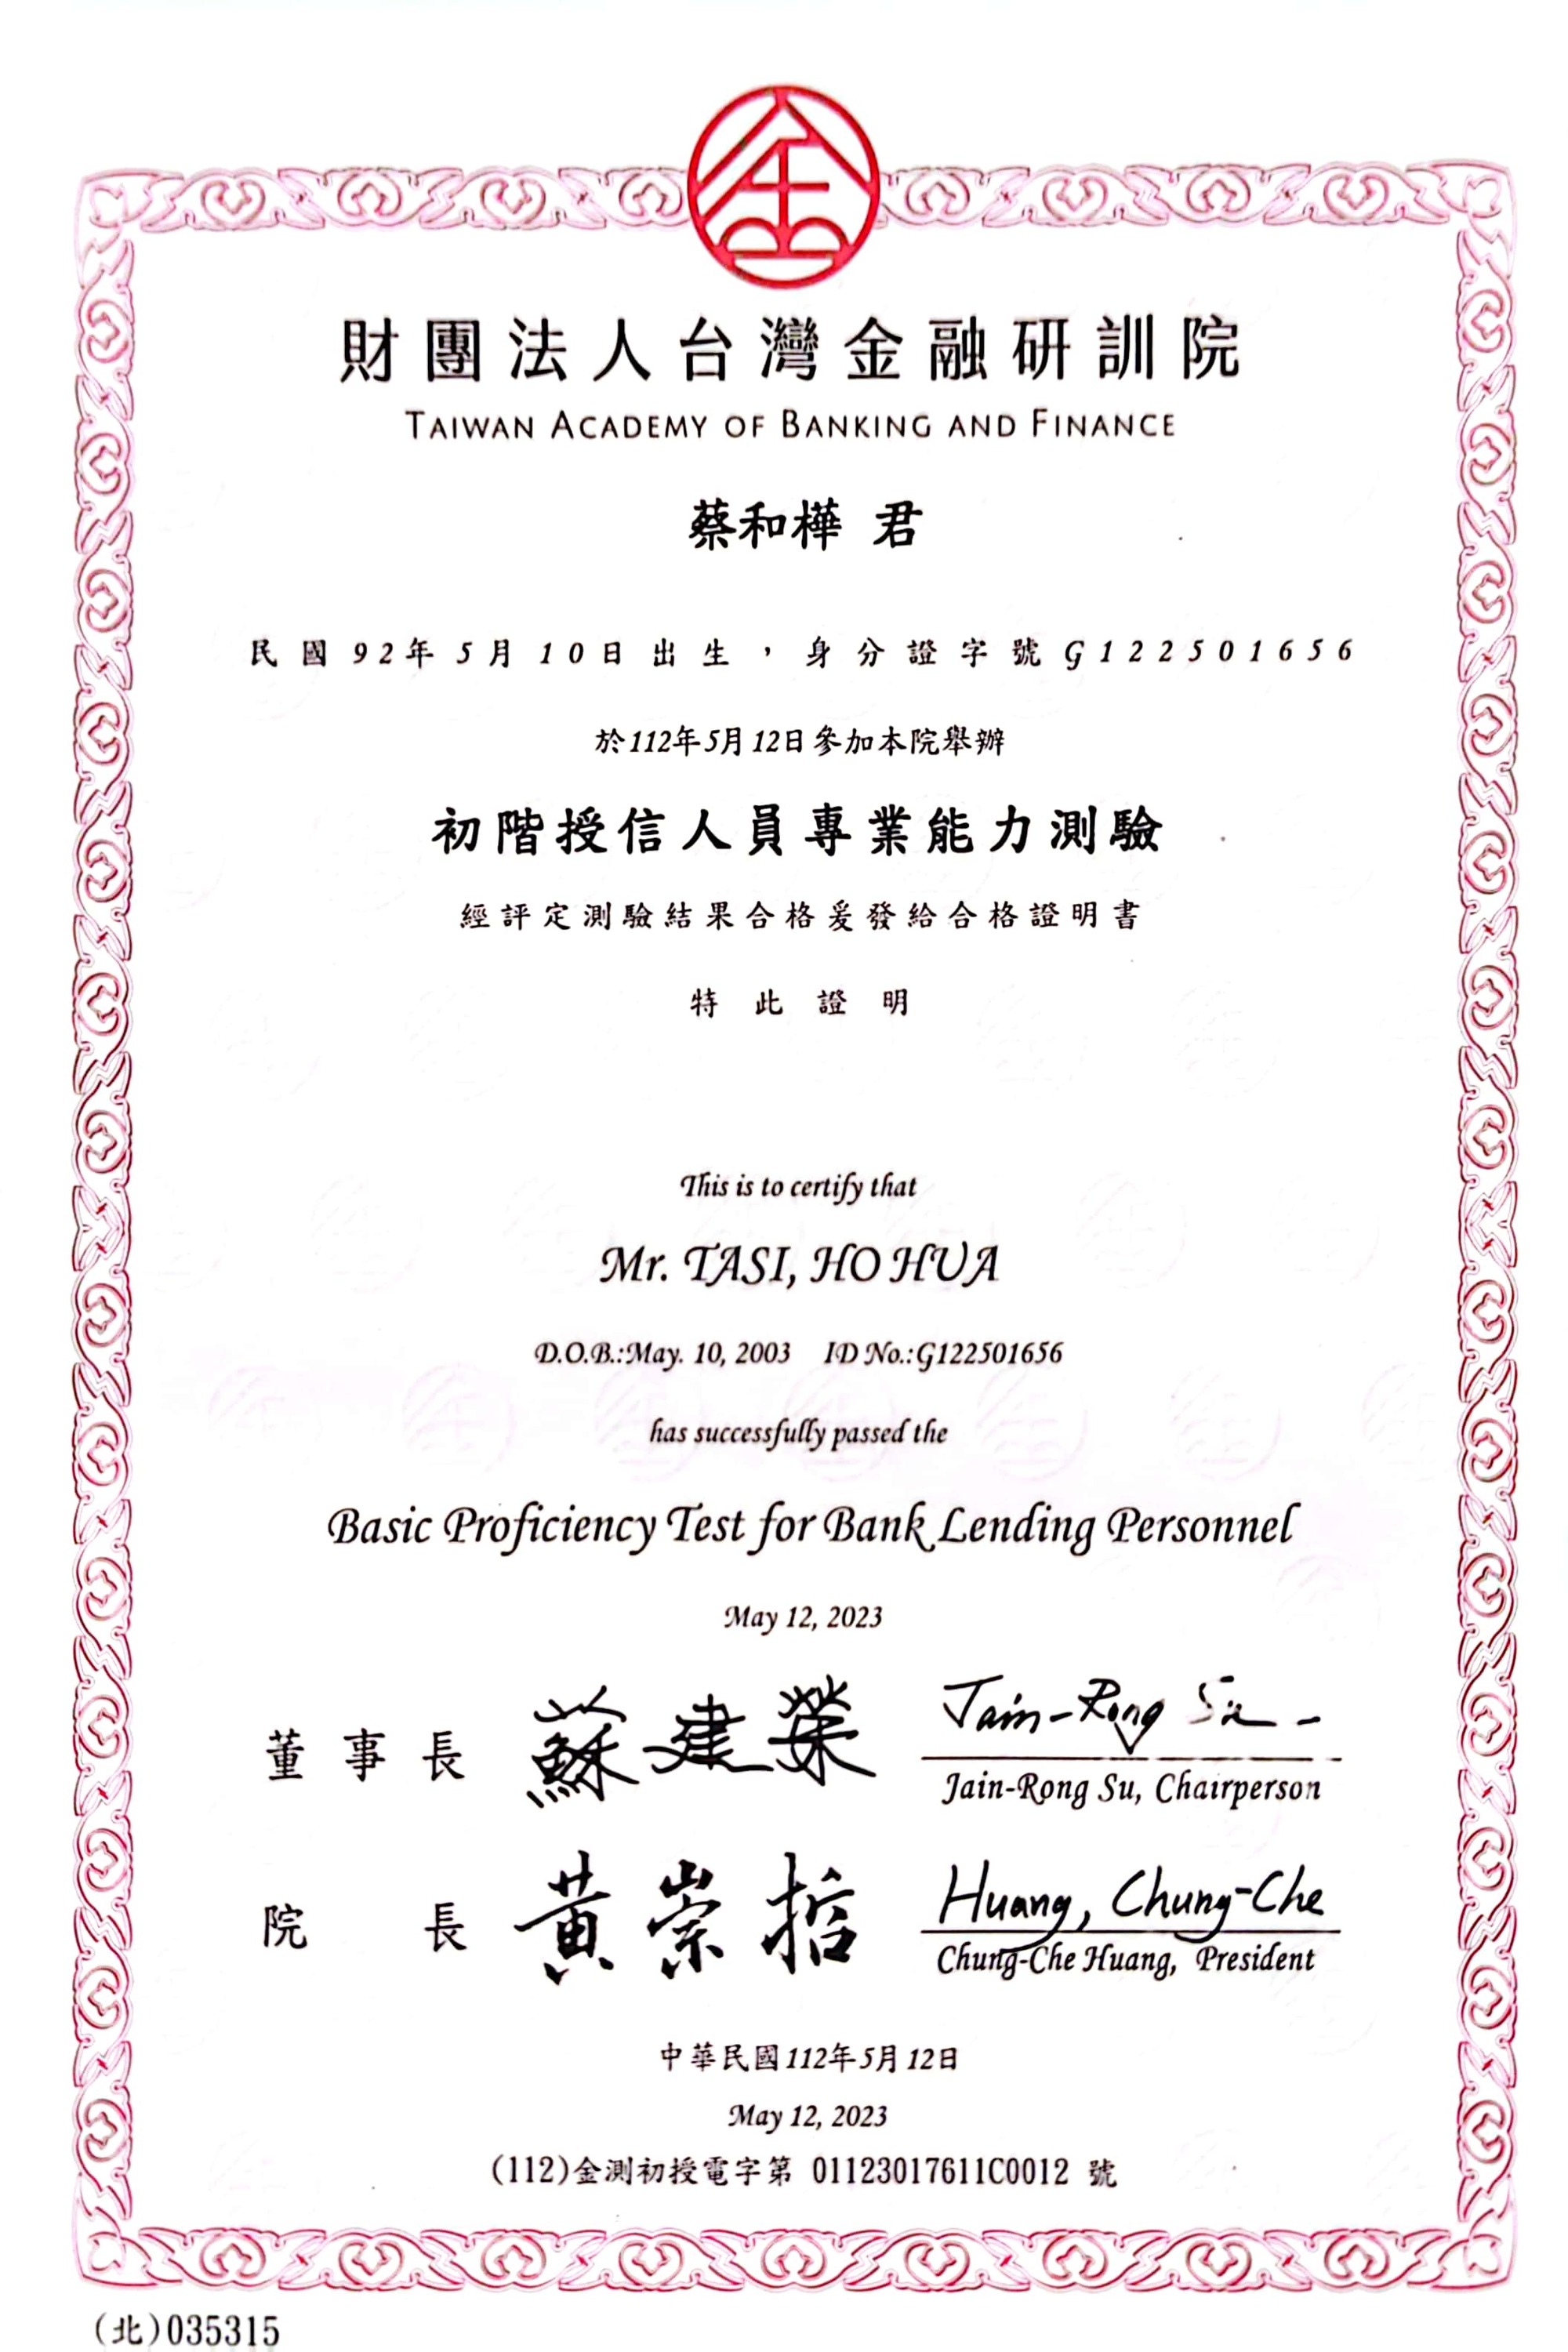 財團法人台灣金融研訓院
TAIWAN ACADEMY OF BANKING AND FINANCE
蔡和樺 君
民國92年5月10日出生，身分證字號G122501656
於112年5月12日參加本院舉辦
初階授信人員專業能力測驗
經評定測驗結果合格爰發給合格證明書
特此證明
This is to certify that
Mr. TASI, HO HUA
D.O.B.:May. 10, 2003 ID No.:G122501656
has successfully passed the
Basic Proficiency Test for Bank Lending Personnel
May 12, 2023
董事長 蘇建榮 Jain-Rong Su
Jain-Rong Su, Chairperson
院長 黃崇哲 Huang, Chung-Che
Chung-Che Huang, President
中華民國112年5月12日
May 12, 2023
(112)金測初授電字第 01123017611C0012 號
(北)035315